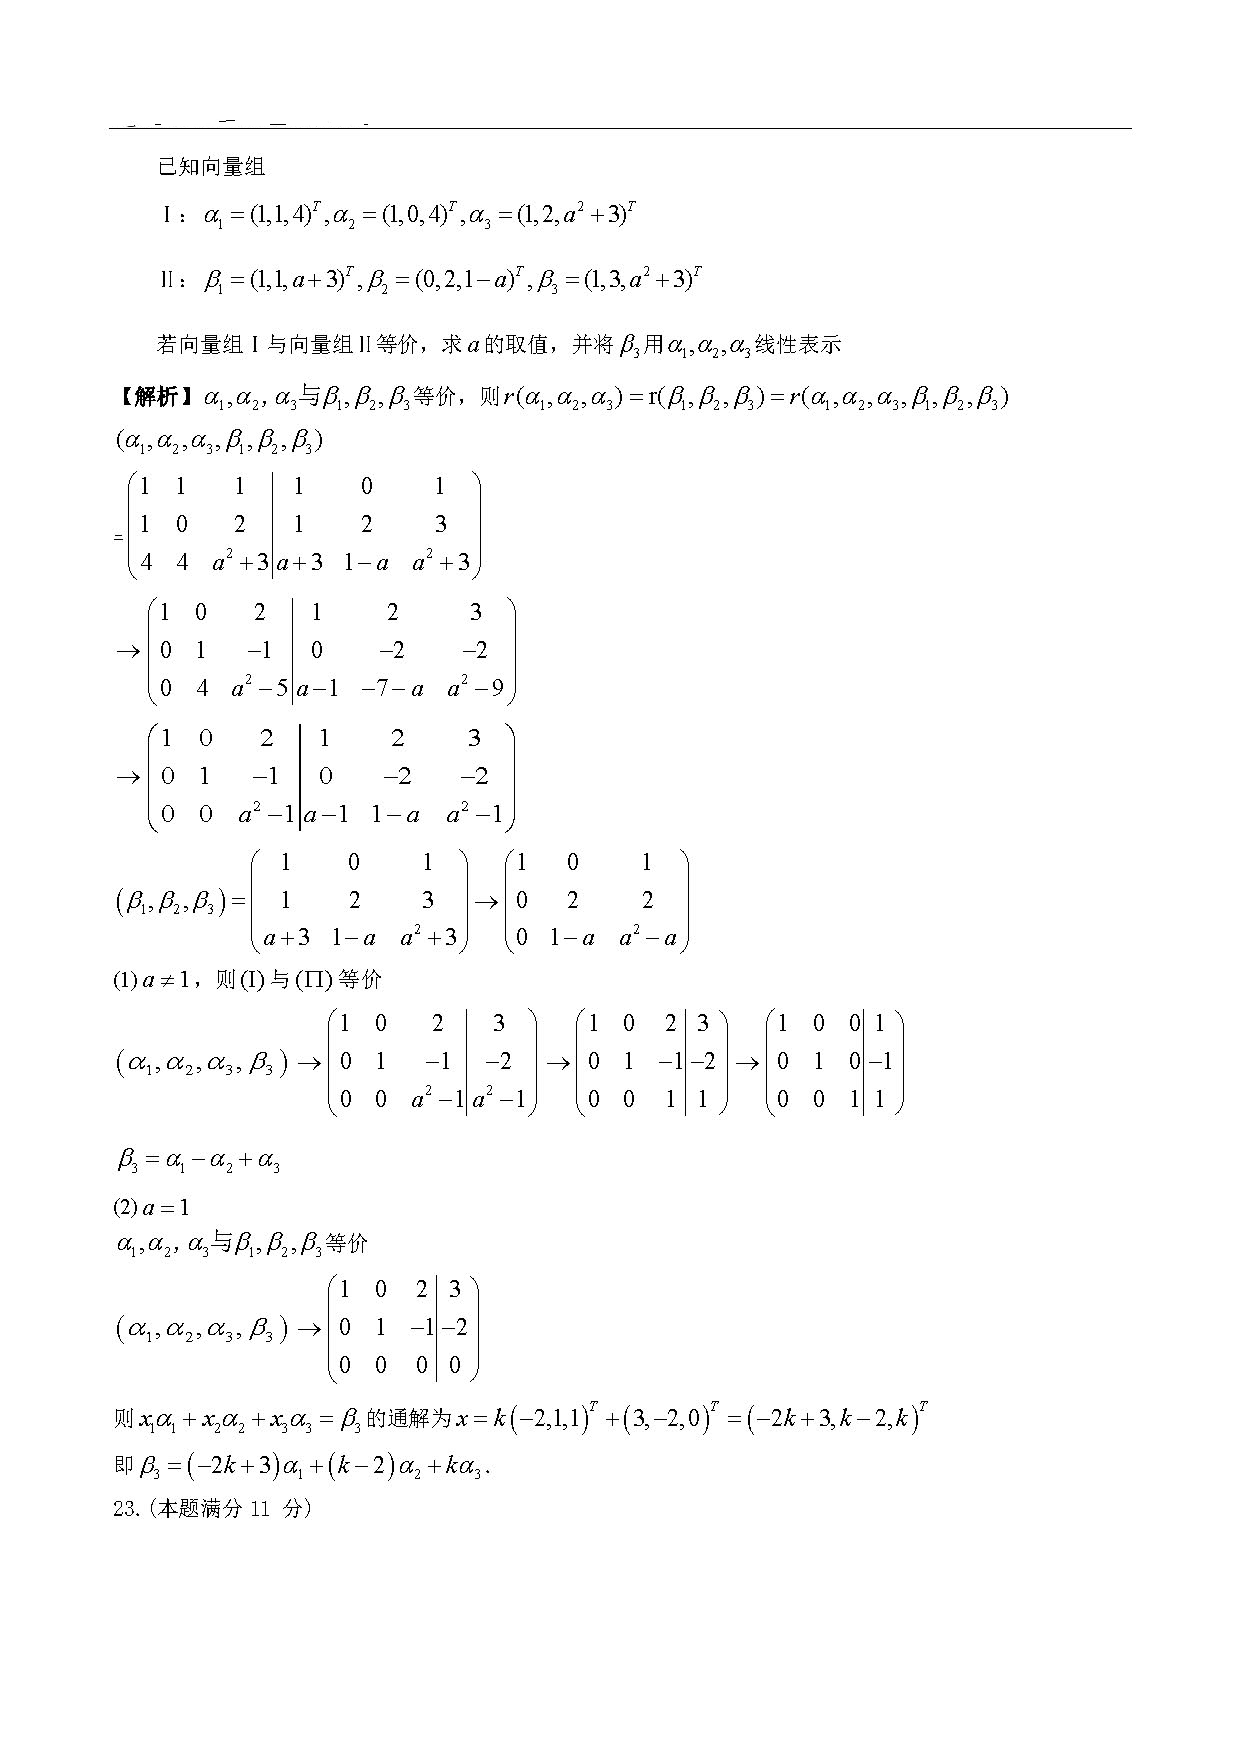 已知向量组
Ⅰ: α₁ = (1,1,4)ᵀ, α₂ = (1,0,4)ᵀ, α₃ = (1,2,a²+3)ᵀ
Ⅱ: β₁ = (1,1,a+3)ᵀ, β₂ = (0,2,1−a)ᵀ, β₃ = (1,3,a²+3)ᵀ
若向量组Ⅰ与向量组Ⅱ等价，求a的取值，并将β₃用α₁,α₂,α₃线性表示
【解析】α₁,α₂,α₃与β₁,β₂,β₃等价，则r(α₁,α₂,α₃) = r(β₁,β₂,β₃) = r(α₁,α₂,α₃,β₁,β₂,β₃)
(α₁,α₂,α₃,β₁,β₂,β₃)
1 1 1 | 1 0 1
= 1 0 2 | 1 2 3
4 4 a²+3 | a+3 1−a a²+3
1 0 2 | 1 2 3
→ 0 1 −1 | 0 −2 −2
0 4 a²−5 | a−1 −7−a a²−9
1 0 2 | 1 2 3
→ 0 1 −1 | 0 −2 −2
0 0 a²−1 | a−1 1−a a²−1
1 0 1 1 0 1
(β₁,β₂,β₃) = 1 2 3 → 0 2 2
a+3 1−a a²+3 0 1−a a²−a
(1) a ≠ 1，则(Ⅰ)与(Π)等价
1 0 2 | 3 1 0 2 | 3 1 0 0 | 1
(α₁,α₂,α₃,β₃) → 0 1 −1 | −2 → 0 1 −1 | −2 → 0 1 0 | −1
0 0 a²−1 | a²−1 0 0 1 | 1 0 0 1 | 1
β₃ = α₁ − α₂ + α₃
(2) a = 1
α₁,α₂,α₃与β₁,β₂,β₃等价
1 0 2 | 3
(α₁,α₂,α₃,β₃) → 0 1 −1 | −2
0 0 0 | 0
则x₁α₁ + x₂α₂ + x₃α₃ = β₃的通解为x = k(−2,1,1)ᵀ + (3,−2,0)ᵀ = (−2k+3,k−2,k)ᵀ
即β₃ = (−2k+3)α₁ + (k−2)α₂ + kα₃.
23.(本题满分 11 分)